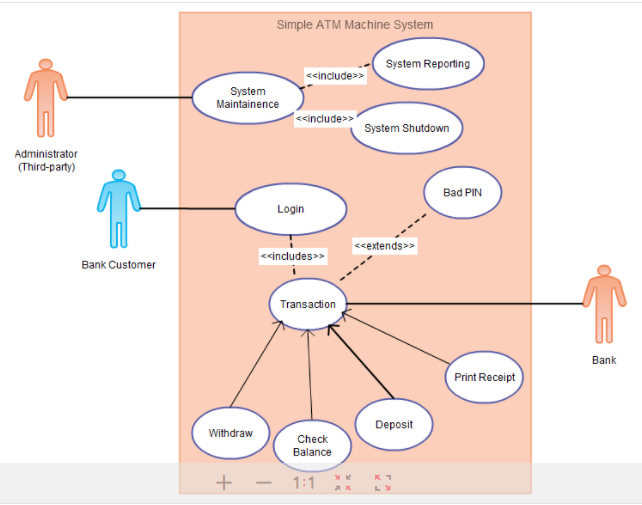 Simple ATM Machine System
System Reporting
<<include>>
System
Maintainence
<<include>>
System Shutdown
Administrator
(Third-party)
Bad PIN
Login
Bank Customer
<<extends>>
<<includes>>
Transaction
Bank
Print Receipt
Withdraw
Deposit
Check
Balance
1:1